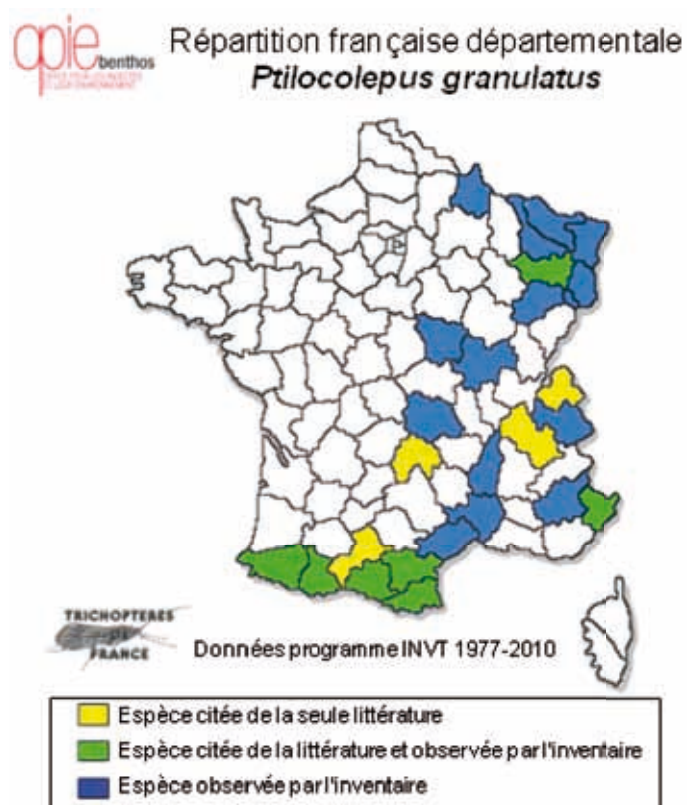 opie/benthos
Répartition française départementale
Ptilocolepus granulatus
TRICHOPTERES
FRANCE
Données programme INVT 1977-2010
Espèce citée de la seule littérature
Espèce citée de la littérature et observée par l'inventaire
Espèce observée par l'inventaire